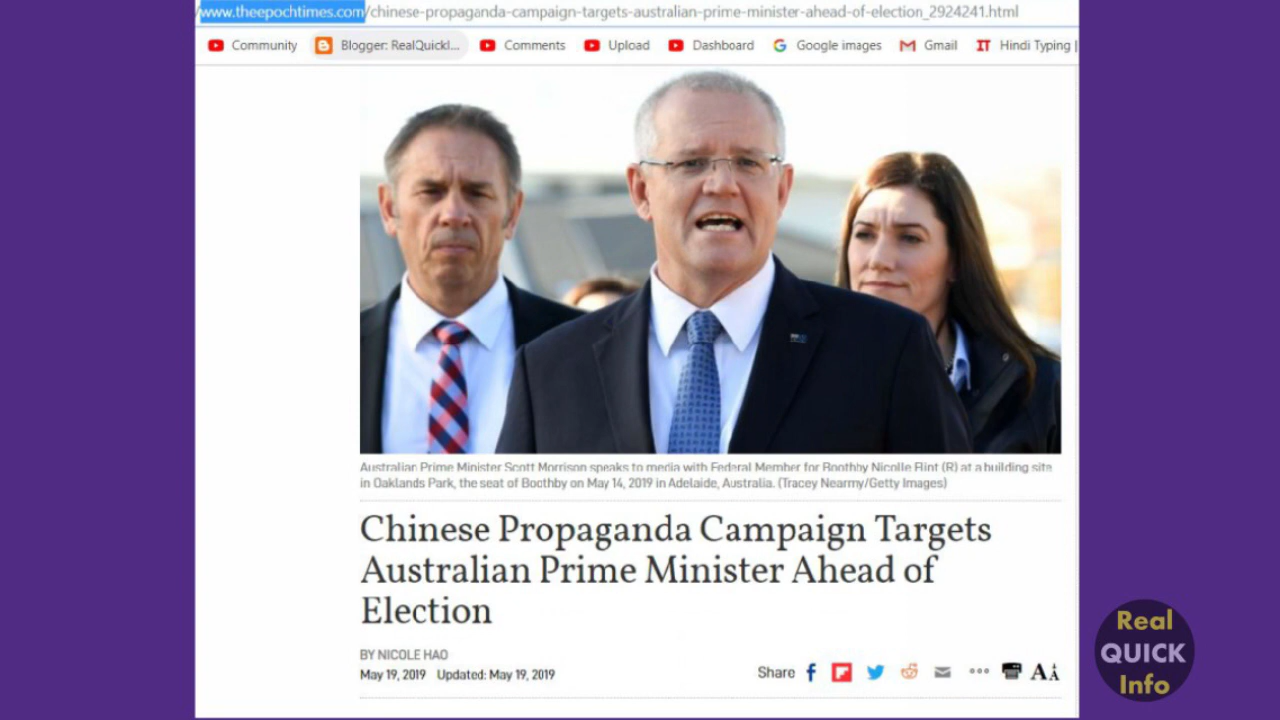 www.theepochtimes.com/chinese-propaganda-campaign-targets-australian-prime-minister-ahead-of-election_2924241.html
Community Blogger: RealQuickI... Comments Upload Dashboard Google images Gmail IT Hindi Typing |
Australian Prime Minister Scott Morrison speaks to media with Federal Member for Boothby Nicolle Flint (R) at a building site
in Oaklands Park, the seat of Boothby on May 14, 2019 in Adelaide, Australia. (Tracey Nearmy/Getty Images)
Chinese Propaganda Campaign Targets
Australian Prime Minister Ahead of
Election
BY NICOLE HAO
May 19, 2019 Updated: May 19, 2019
Share
Real
QUICK
Info